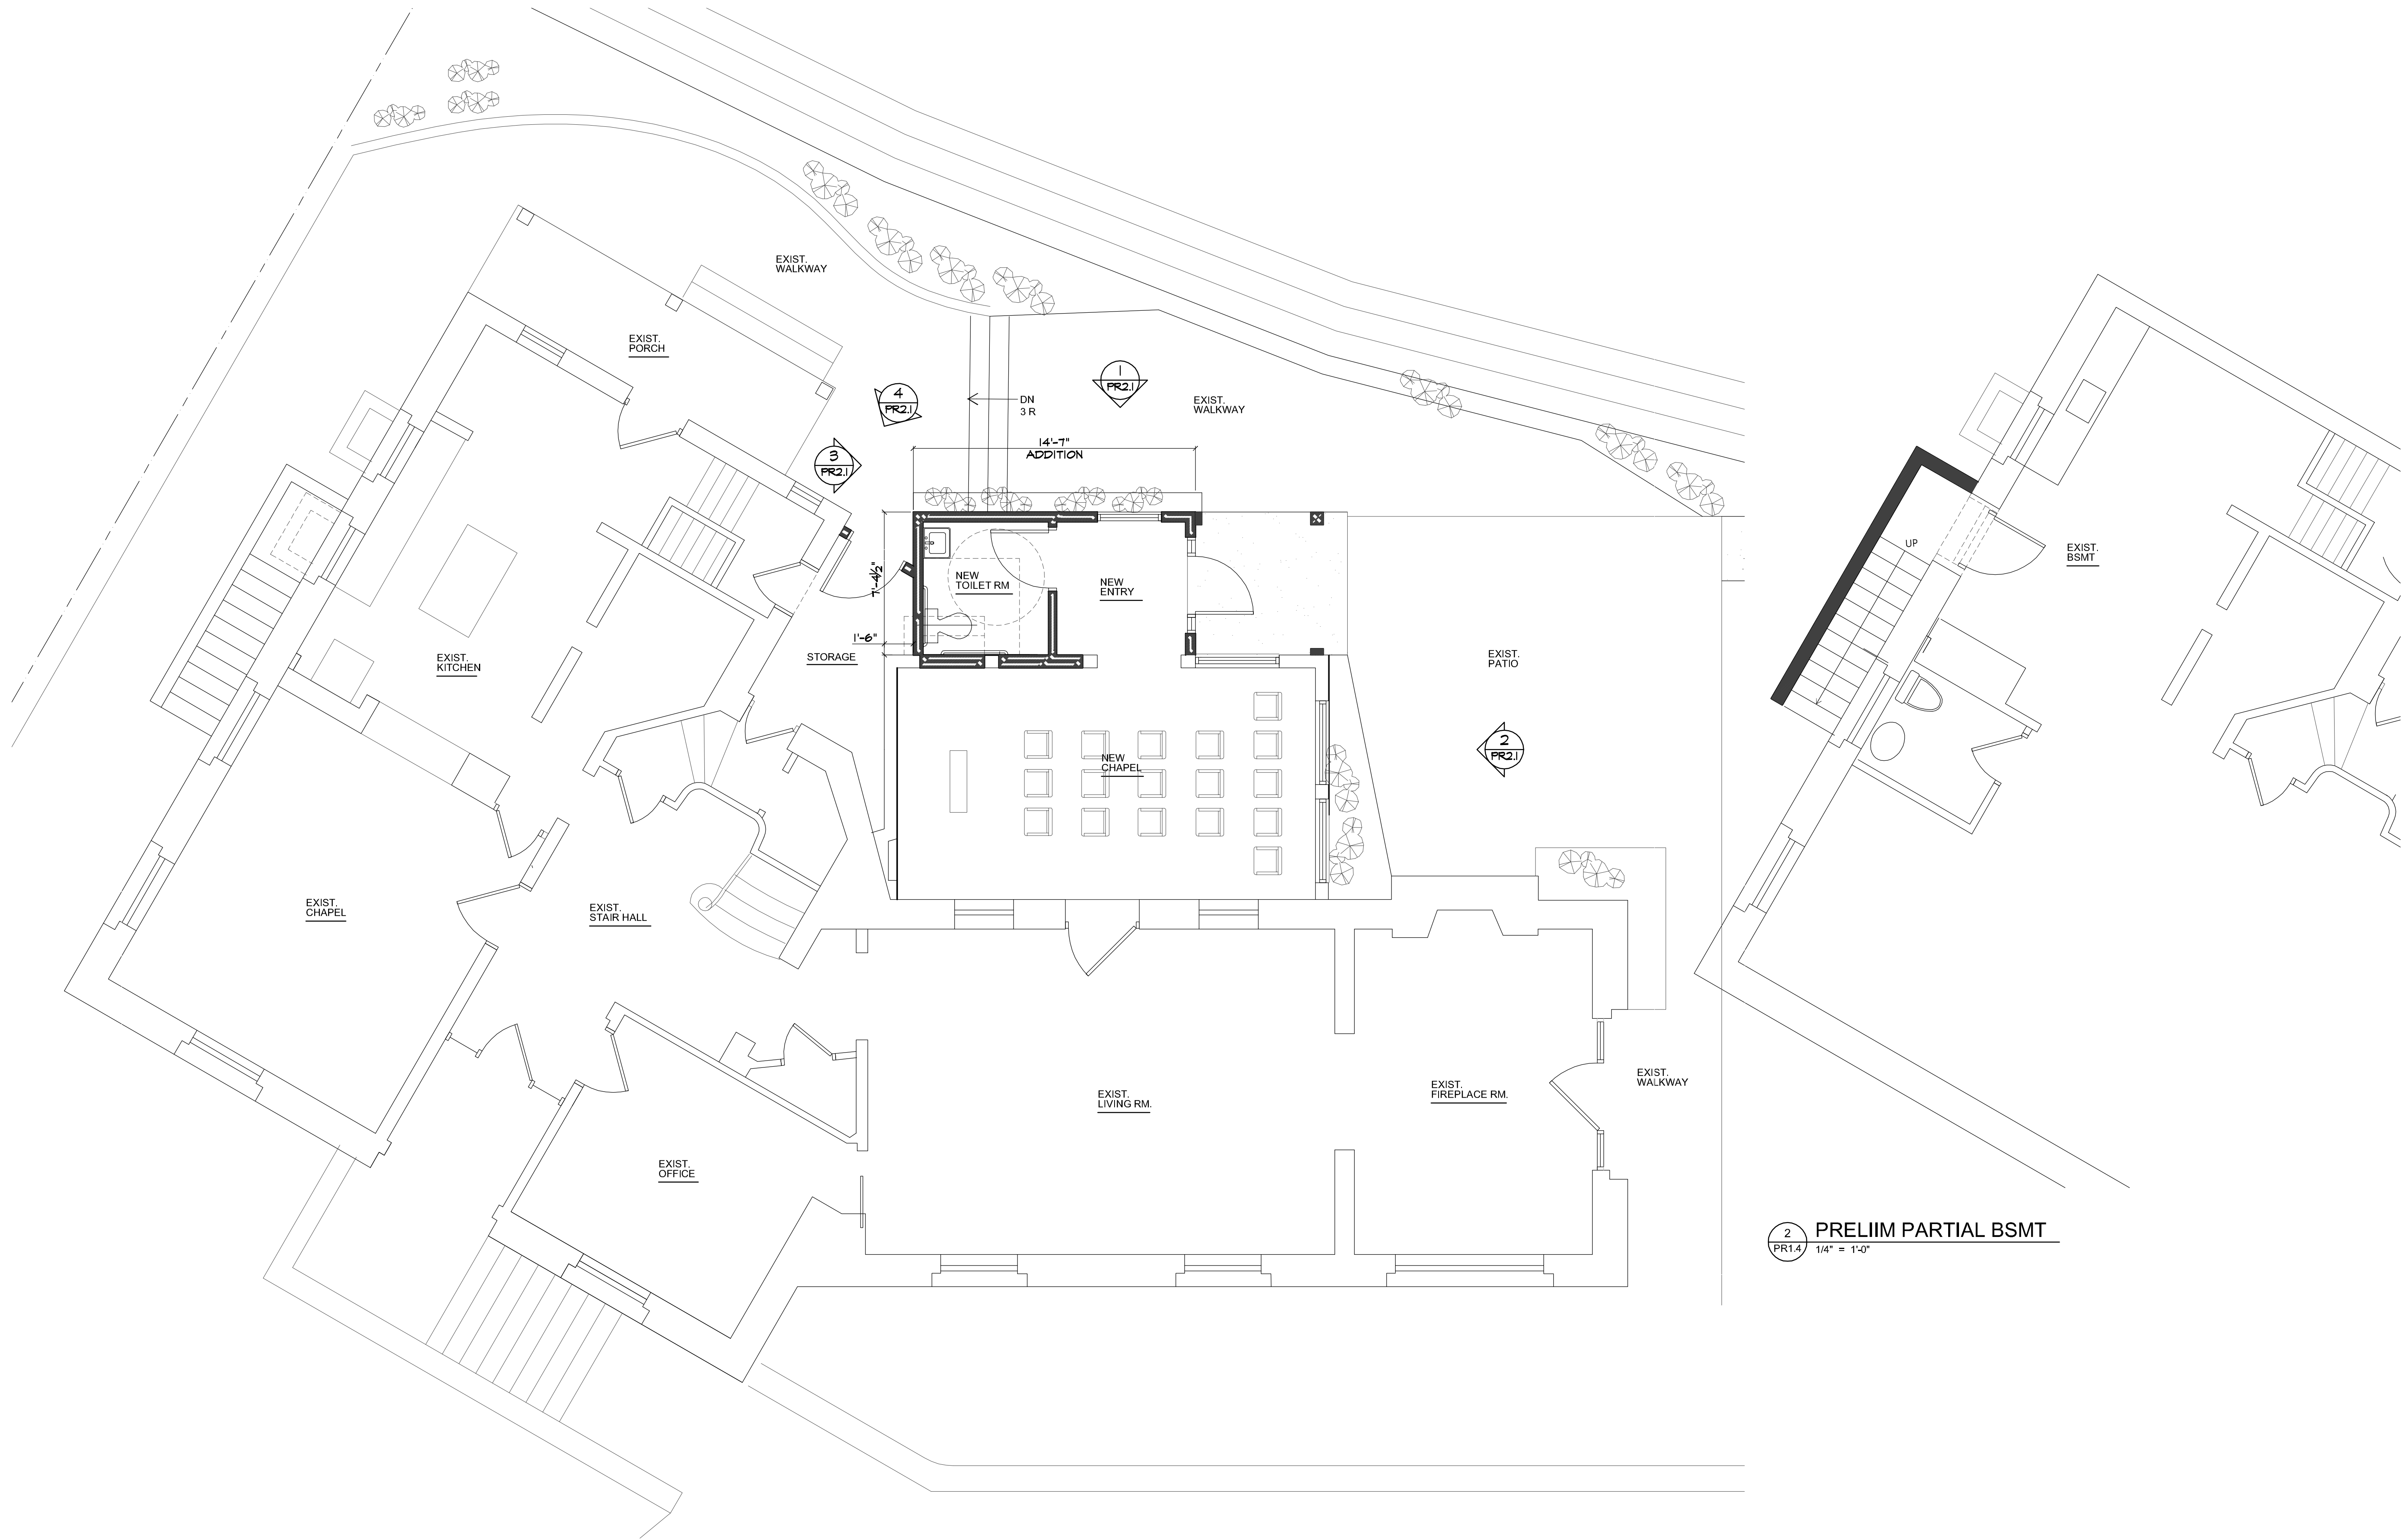 EXIST.
WALKWAY
EXIST.
PORCH
4
PR2.1
DN
3 R
1
PR2.1
EXIST.
WALKWAY
14'-7"
ADDITION
3
PR2.1
7'-4½"
NEW
TOILET RM
NEW
ENTRY
1'-6"
STORAGE
EXIST.
KITCHEN
EXIST.
PATIO
2
PR2.1
NEW
CHAPEL
EXIST.
CHAPEL
EXIST.
STAIR HALL
EXIST.
LIVING RM.
EXIST.
FIREPLACE RM.
EXIST.
WALKWAY
EXIST.
OFFICE
UP
EXIST.
BSMT
2
PR1.4
PRELIIM PARTIAL BSMT
1/4" = 1'-0"